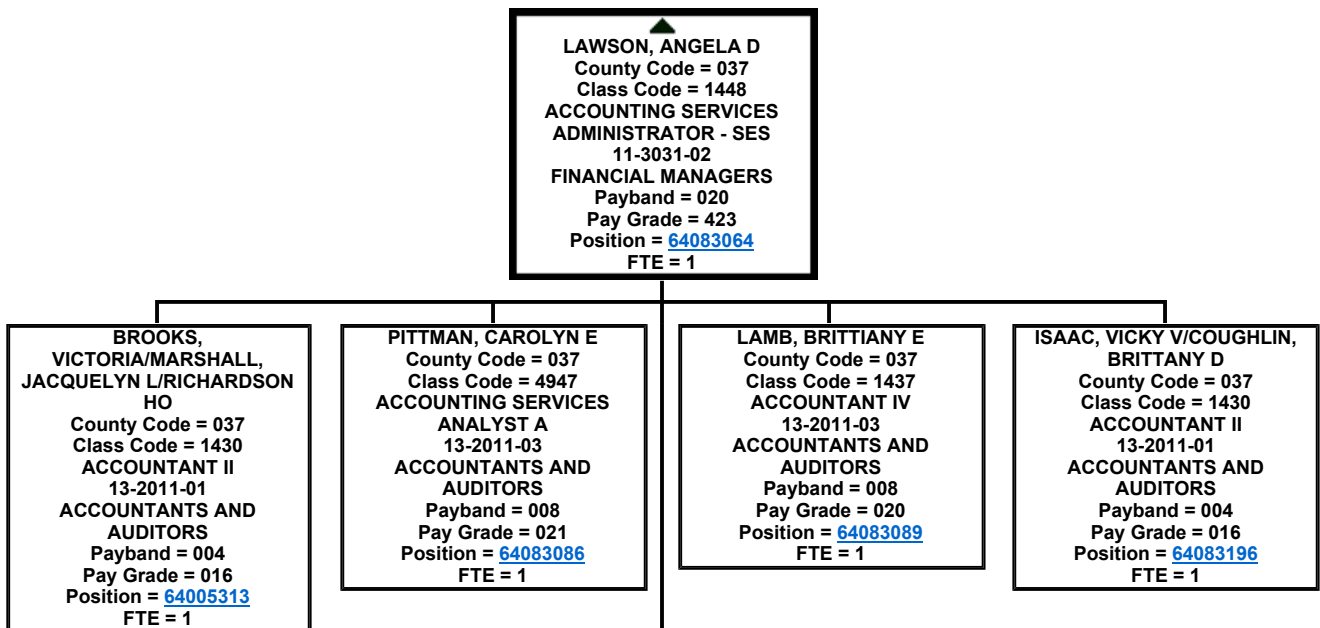 LAWSON, ANGELA D
County Code = 037
Class Code = 1448
ACCOUNTING SERVICES
ADMINISTRATOR - SES
11-3031-02
FINANCIAL MANAGERS
Payband = 020
Pay Grade = 423
Position = 64083064
FTE = 1
BROOKS,
VICTORIA/MARSHALL,
JACQUELYN L/RICHARDSON
HO
County Code = 037
Class Code = 1430
ACCOUNTANT II
13-2011-01
ACCOUNTANTS AND
AUDITORS
Payband = 004
Pay Grade = 016
Position = 64005313
FTE = 1
PITTMAN, CAROLYN E
County Code = 037
Class Code = 4947
ACCOUNTING SERVICES
ANALYST A
13-2011-03
ACCOUNTANTS AND
AUDITORS
Payband = 008
Pay Grade = 021
Position = 64083086
FTE = 1
LAMB, BRITTIANY E
County Code = 037
Class Code = 1437
ACCOUNTANT IV
13-2011-03
ACCOUNTANTS AND
AUDITORS
Payband = 008
Pay Grade = 020
Position = 64083089
FTE = 1
ISAAC, VICKY V/COUGHLIN,
BRITTANY D
County Code = 037
Class Code = 1430
ACCOUNTANT II
13-2011-01
ACCOUNTANTS AND
AUDITORS
Payband = 004
Pay Grade = 016
Position = 64083196
FTE = 1